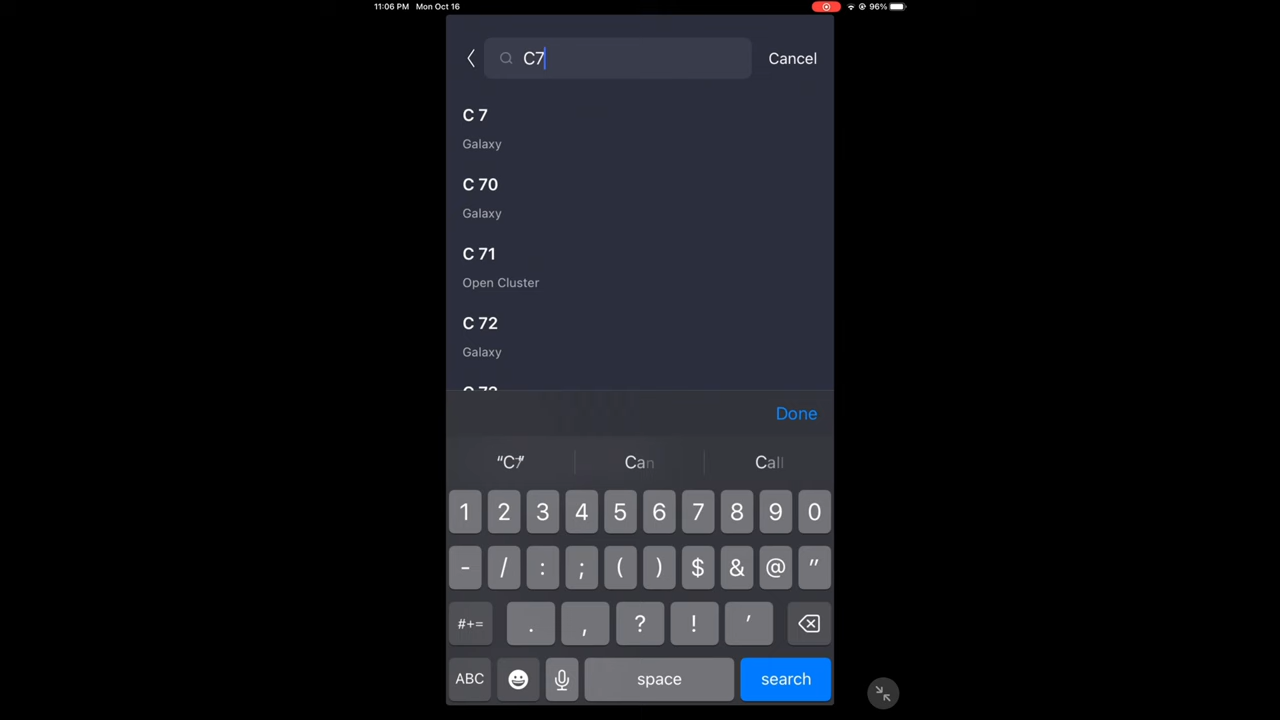 11:06 PM Mon Oct 16 96%
C7 Cancel
C 7
Galaxy
C 70
Galaxy
C 71
Open Cluster
C 72
Galaxy
Done
“C7” Can Call
1 2 3 4 5 6 7 8 9 0
- / : ; ( ) $ & @ ”
#+= . , ? ! ’
ABC space search